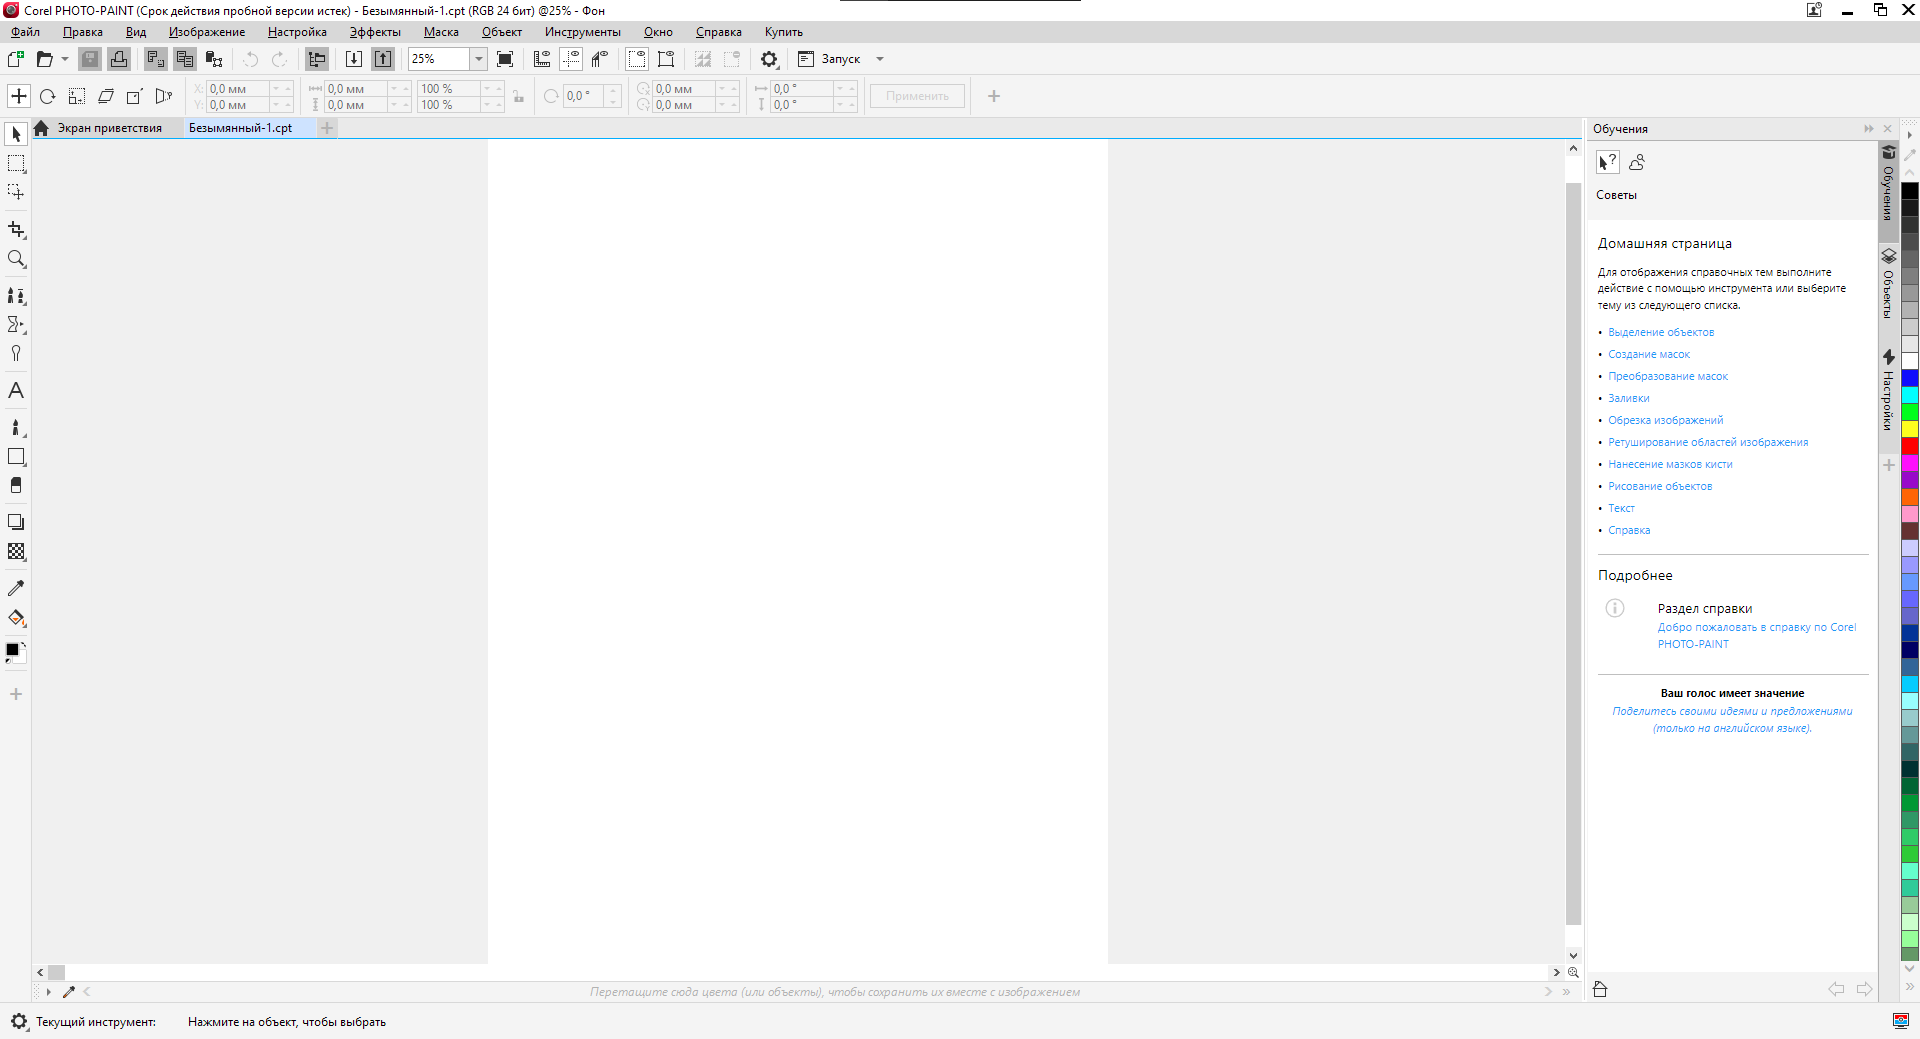 Corel PHOTO-PAINT (Срок действия пробной версии истек) - Безымянный-1.cpt (RGB 24 бит) @25% - Фон
Файл Правка Вид Изображение Настройка Эффекты Маска Объект Инструменты Окно Справка Купить
25% Запуск
X: 0,0 мм 0,0 мм 100 % 0,0 ° 0,0 мм 0,0 ° Применить
Y: 0,0 мм 0,0 мм 100 % 0,0 мм 0,0 °
Экран приветствия Безымянный-1.cpt
Обучения
Советы
Домашняя страница
Для отображения справочных тем выполните
действие с помощью инструмента или выберите
тему из следующего списка.
• Выделение объектов
• Создание масок
• Преобразование масок
• Заливки
• Обрезка изображений
• Ретуширование областей изображения
• Нанесение мазков кисти
• Рисование объектов
• Текст
• Справка
Подробнее
Раздел справки
Добро пожаловать в справку по Corel
PHOTO-PAINT
Ваш голос имеет значение
Поделитесь своими идеями и предложениями
(только на английском языке).
Обучения
Объекты
Настройки
Перетащите сюда цвета (или объекты), чтобы сохранить их вместе с изображением
Текущий инструмент: Нажмите на объект, чтобы выбрать